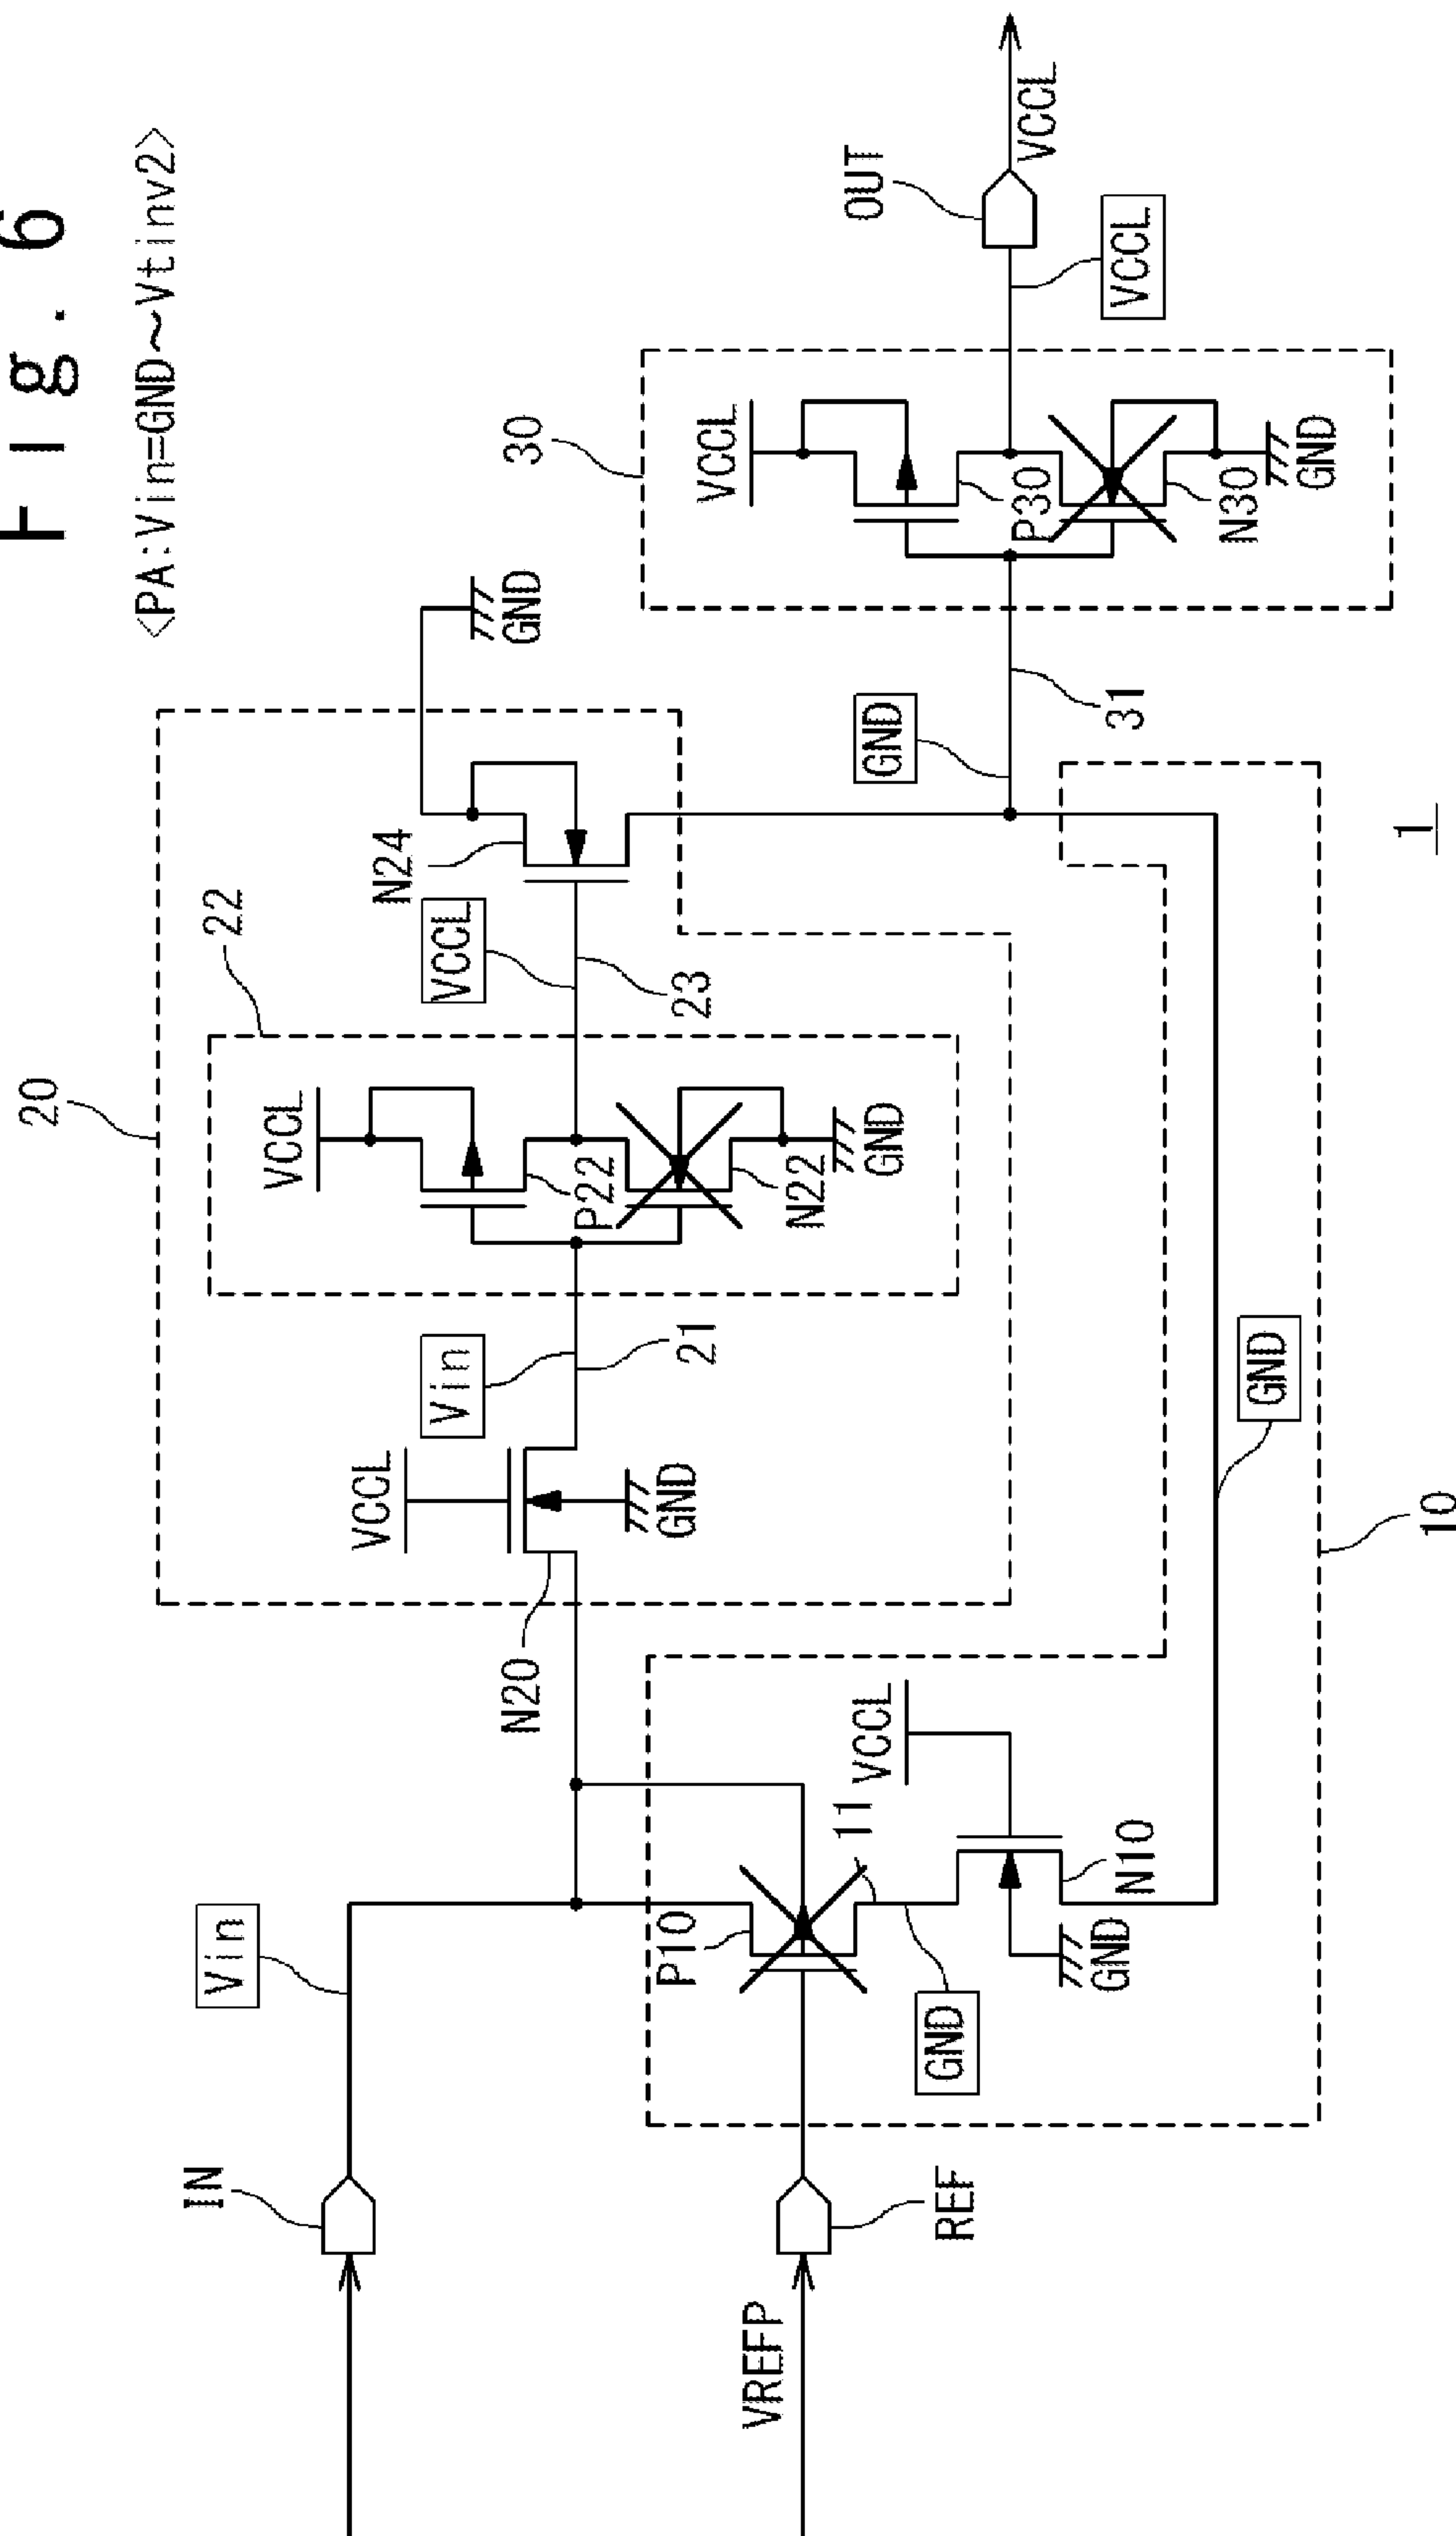 Fig. 6
<PA:Vin=GND~Vtinv2>
20
22
VCCL
P22
N22
GND
VCCL
23
N24
GND
30
VCCL
P30
N30
GND
OUT
VCCL
VCCL
GND
31
IN
Vin
N20
VCCL
GND
Vin
21
VREFP
REF
P10
11
GND
VCCL
N10
GND
GND
10
1